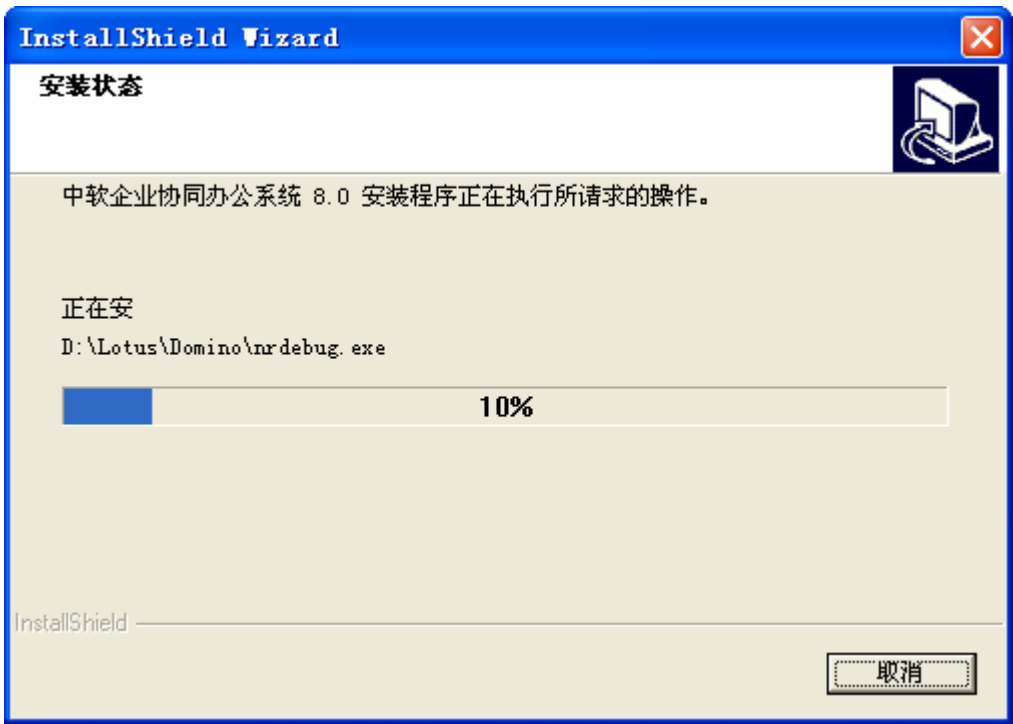 InstallShield Wizard
安装状态
中软企业协同办公系统 8.0 安装程序正在执行所请求的操作。
正在安
D:\Lotus\Domino\nrdebug.exe
10%
InstallShield
取消